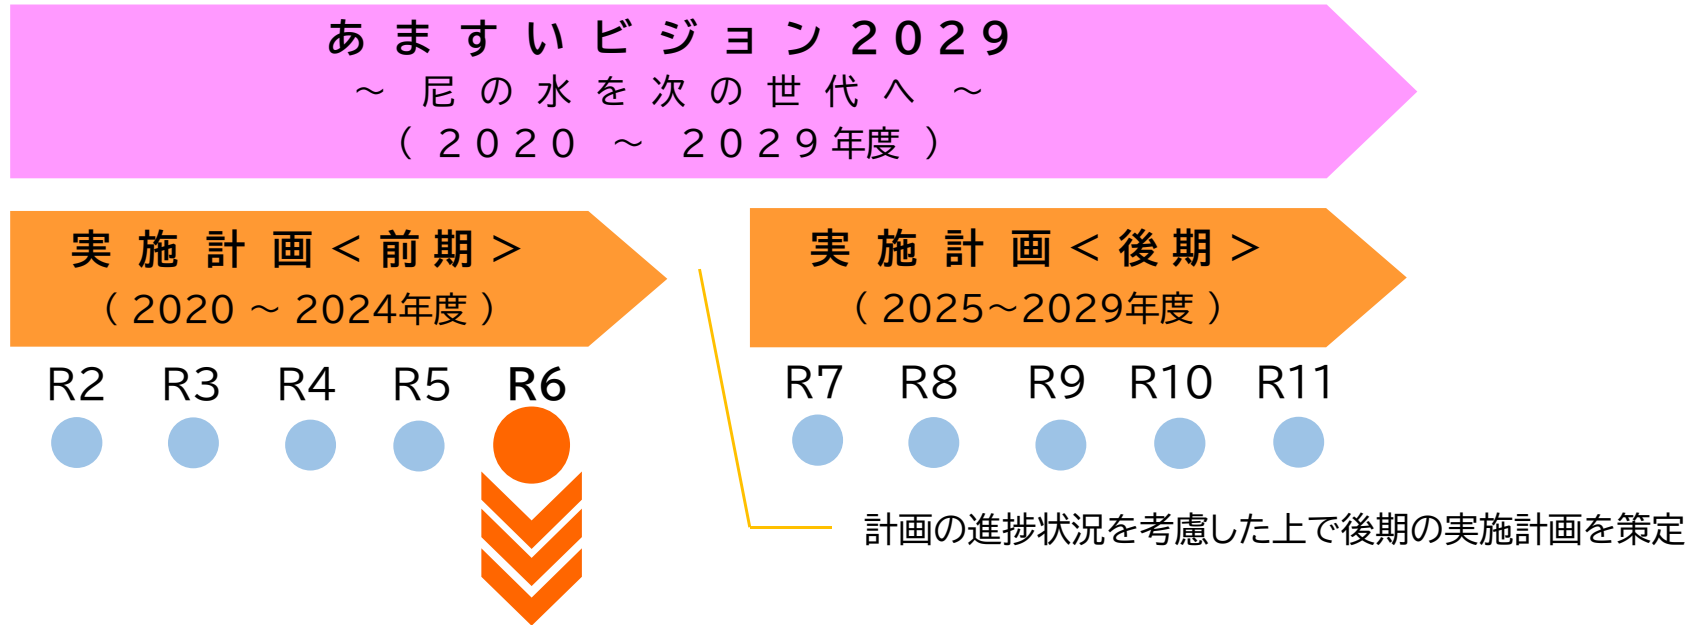 あますいビジョン2029
～尼の水を次の世代へ～
（2020～2029年度）
実施計画＜前期＞
（2020～2024年度）
実施計画＜後期＞
（2025～2029年度）
R2 R3 R4 R5 R6
R7 R8 R9 R10 R11
計画の進捗状況を考慮した上で後期の実施計画を策定